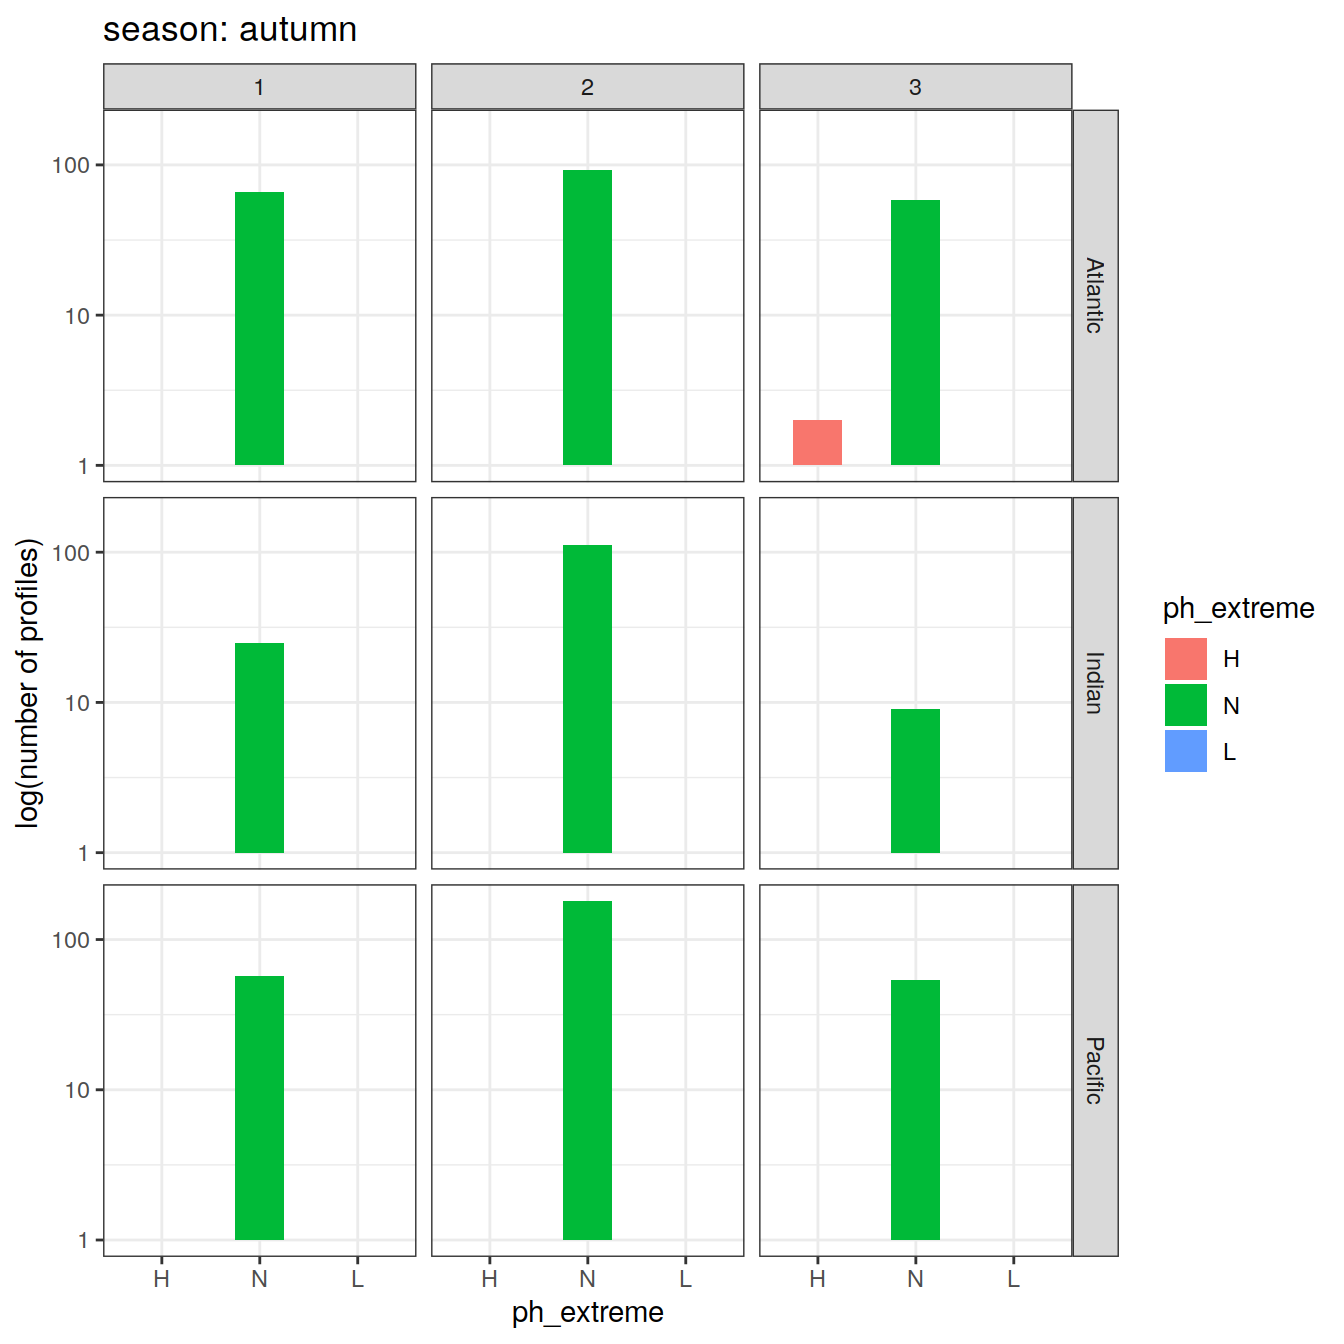 season: autumn
1 2 3
100
10
1
Atlantic
100
10
1
Indian
100
10
1
Pacific
log(number of profiles)
H N L H N L H N L
ph_extreme
ph_extreme
H
N
L